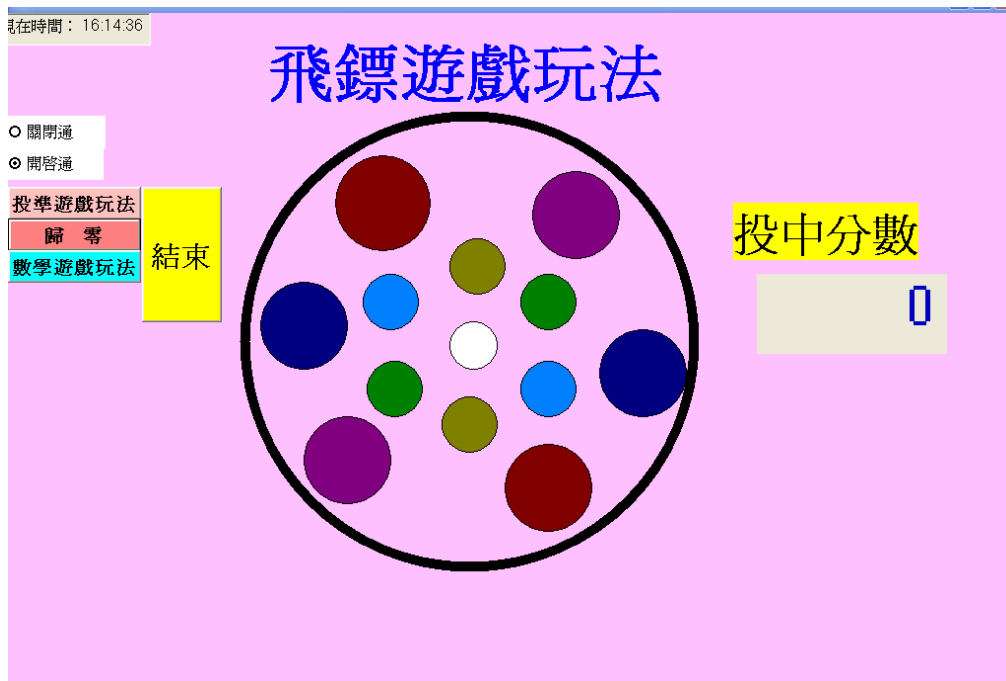 現在時間： 16:14:36
飛鏢遊戲玩法
關閉通
開啓通
投準遊戲玩法
歸 零
數學遊戲玩法
結束
投中分數
0